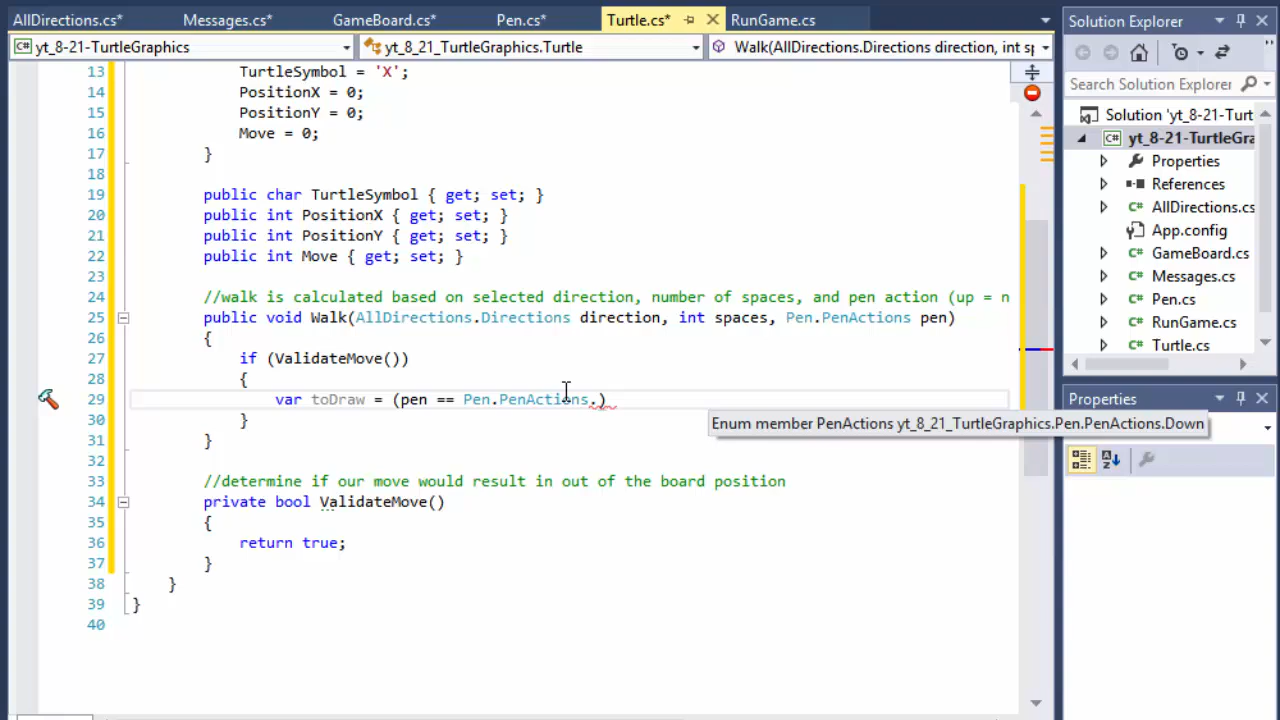 AllDirections.cs* Messages.cs* GameBoard.cs* Pen.cs* Turtle.cs* RunGame.cs Solution Explorer
yt_8-21-TurtleGraphics yt_8_21_TurtleGraphics.Turtle Walk(AllDirections.Directions direction, int sp
13 TurtleSymbol = 'X';
14 PositionX = 0;
15 PositionY = 0;
16 Move = 0;
17 }
18
19 public char TurtleSymbol { get; set; }
20 public int PositionX { get; set; }
21 public int PositionY { get; set; }
22 public int Move { get; set; }
23
24 //walk is calculated based on selected direction, number of spaces, and pen action (up = n
25 public void Walk(AllDirections.Directions direction, int spaces, Pen.PenActions pen)
26 {
27 if (ValidateMove())
28 {
29 var toDraw = (pen == Pen.PenActions.)
30 }
31 }
32
33 //determine if our move would result in out of the board position
34 private bool ValidateMove()
35 {
36 return true;
37 }
38 }
39 }
40
Enum member PenActions yt_8_21_TurtleGraphics.Pen.PenActions.Down
Search Solution Explorer
Solution 'yt_8-21-Turt
C# yt_8-21-TurtleGra
Properties
References
C# AllDirections.cs
App.config
C# GameBoard.cs
C# Messages.cs
C# Pen.cs
C# RunGame.cs
C# Turtle.cs
Properties